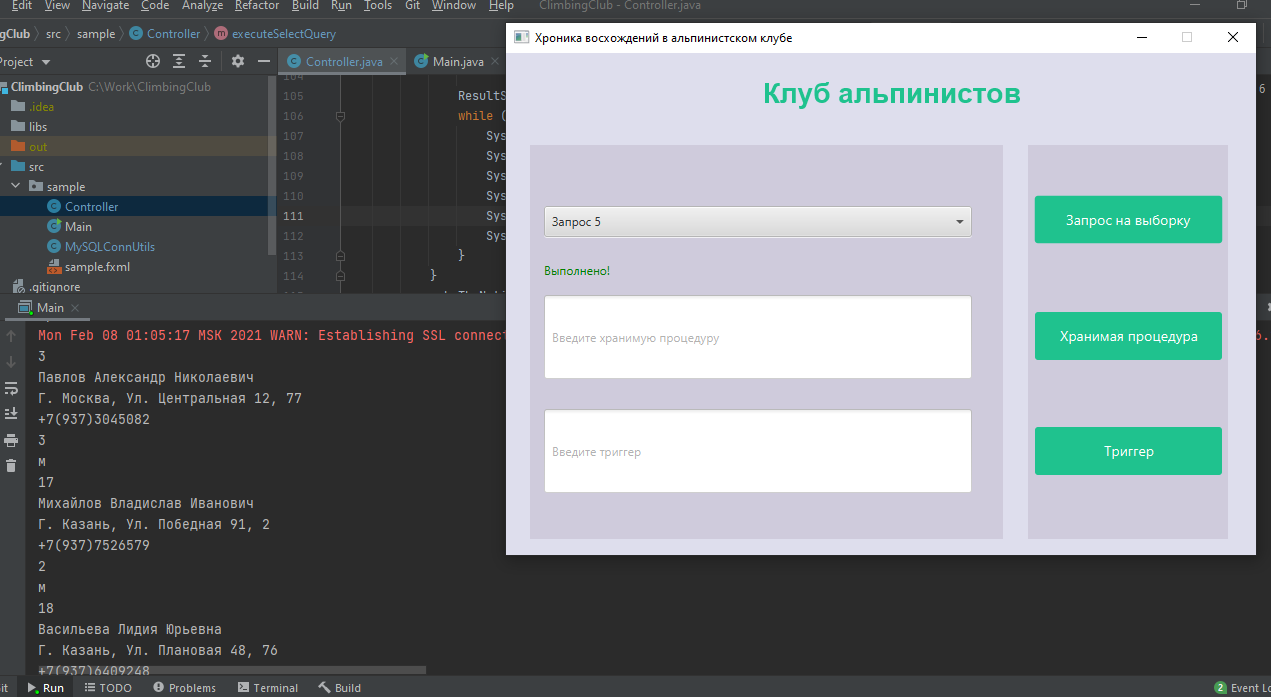 Edit View Navigate Code Analyze Refactor Build Run Tools Git Window Help ClimbingClub - Controller.java
gClub src sample Controller executeSelectQuery
Project
Controller.java Main.java
ClimbingClub C:\Work\ClimbingClub
.idea
libs
out
src
sample
Controller
Main
MySQLConnUtils
sample.fxml
.gitignore
104
105 ResultS
106 while (
107 Sys
108 Sys
109 Sys
110 Sys
111 Sys
112 Sys
113 }
114 }
6
Хроника восхождений в альпинистском клубе
Клуб альпинистов
Запрос 5
Выполнено!
Введите хранимую процедуру
Введите триггер
Запрос на выборку
Хранимая процедура
Триггер
Main
Mon Feb 08 01:05:17 MSK 2021 WARN: Establishing SSL connect
6.
3
Павлов Александр Николаевич
Г. Москва, Ул. Центральная 12, 77
+7(937)3045082
3
м
17
Михайлов Владислав Иванович
Г. Казань, Ул. Победная 91, 2
+7(937)7526579
2
м
18
Васильева Лидия Юрьевна
Г. Казань, Ул. Плановая 48, 76
+7(937)6409248
it Run TODO Problems Terminal Build 2 Event Lo